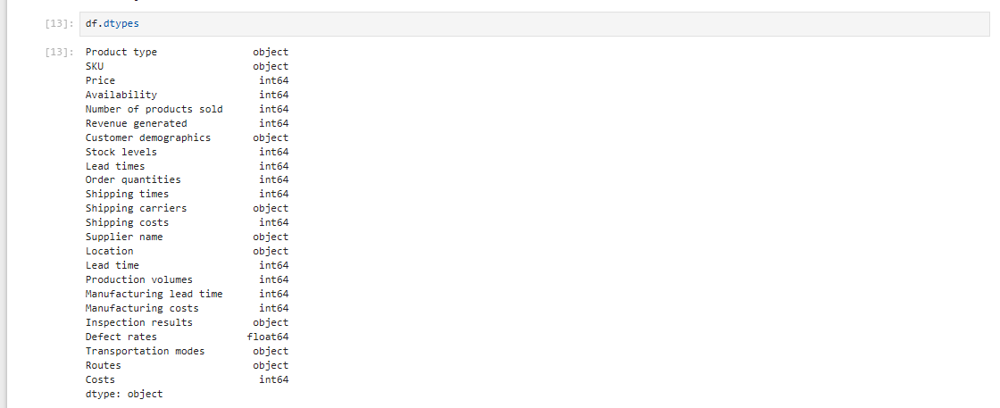 [13]: df.dtypes
[13]: Product type object
SKU object
Price int64
Availability int64
Number of products sold int64
Revenue generated int64
Customer demographics object
Stock levels int64
Lead times int64
Order quantities int64
Shipping times int64
Shipping carriers object
Shipping costs int64
Supplier name object
Location object
Lead time int64
Production volumes int64
Manufacturing lead time int64
Manufacturing costs int64
Inspection results object
Defect rates float64
Transportation modes object
Routes object
Costs int64
dtype: object